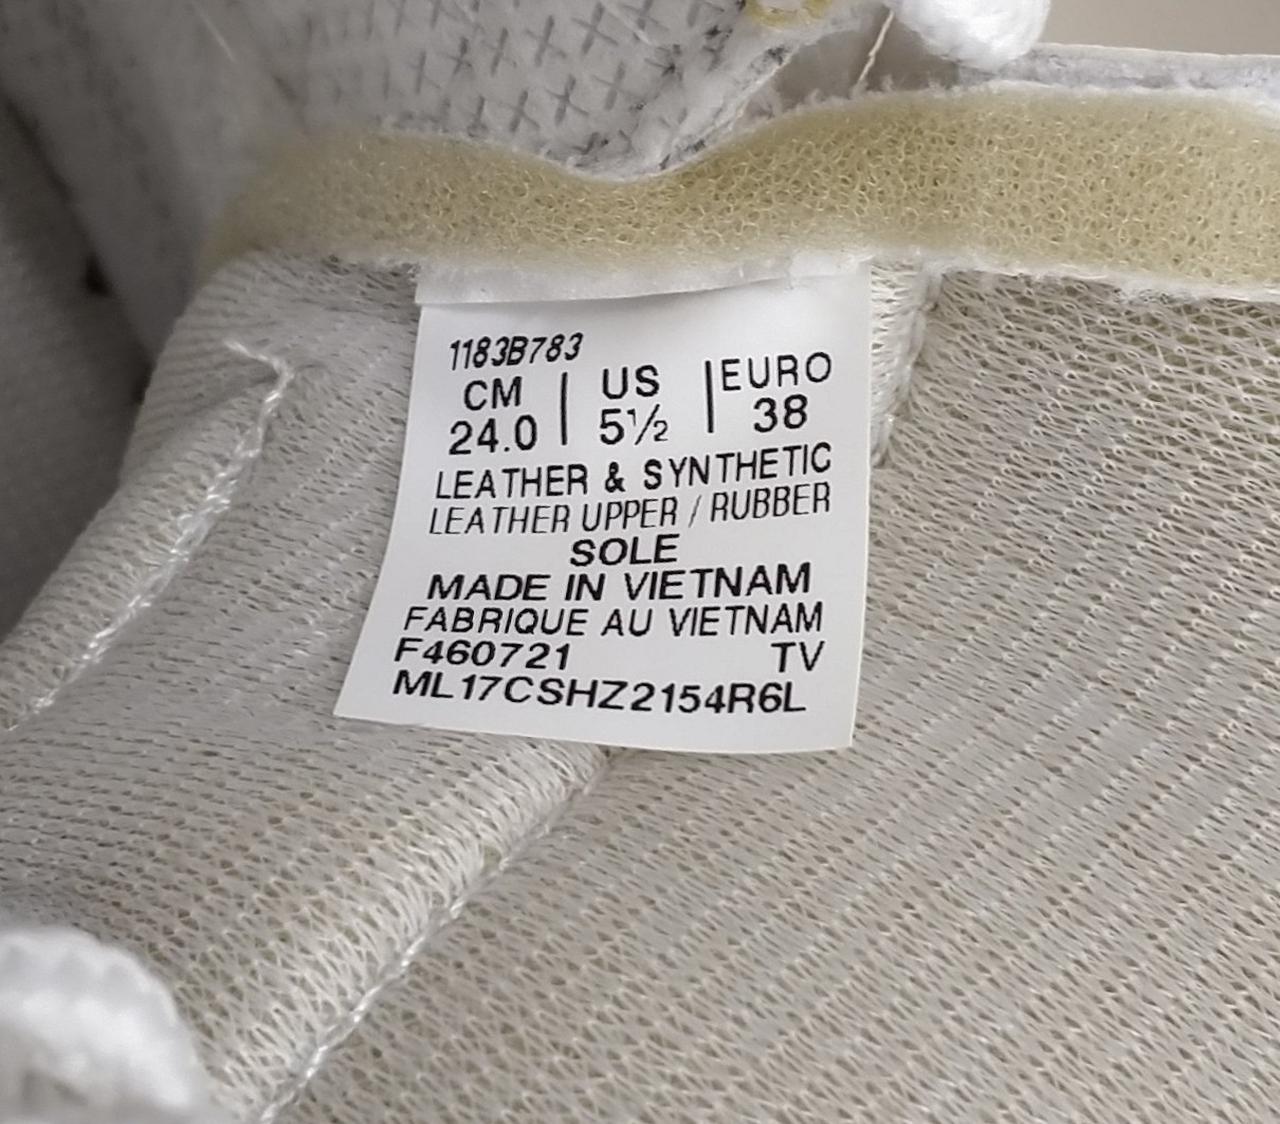 1183B783
CM | US | EURO
24.0 | 5½ | 38
LEATHER & SYNTHETIC
LEATHER UPPER / RUBBER
SOLE
MADE IN VIETNAM
FABRIQUE AU VIETNAM
F460721 TV
ML17CSHZ2154R6L